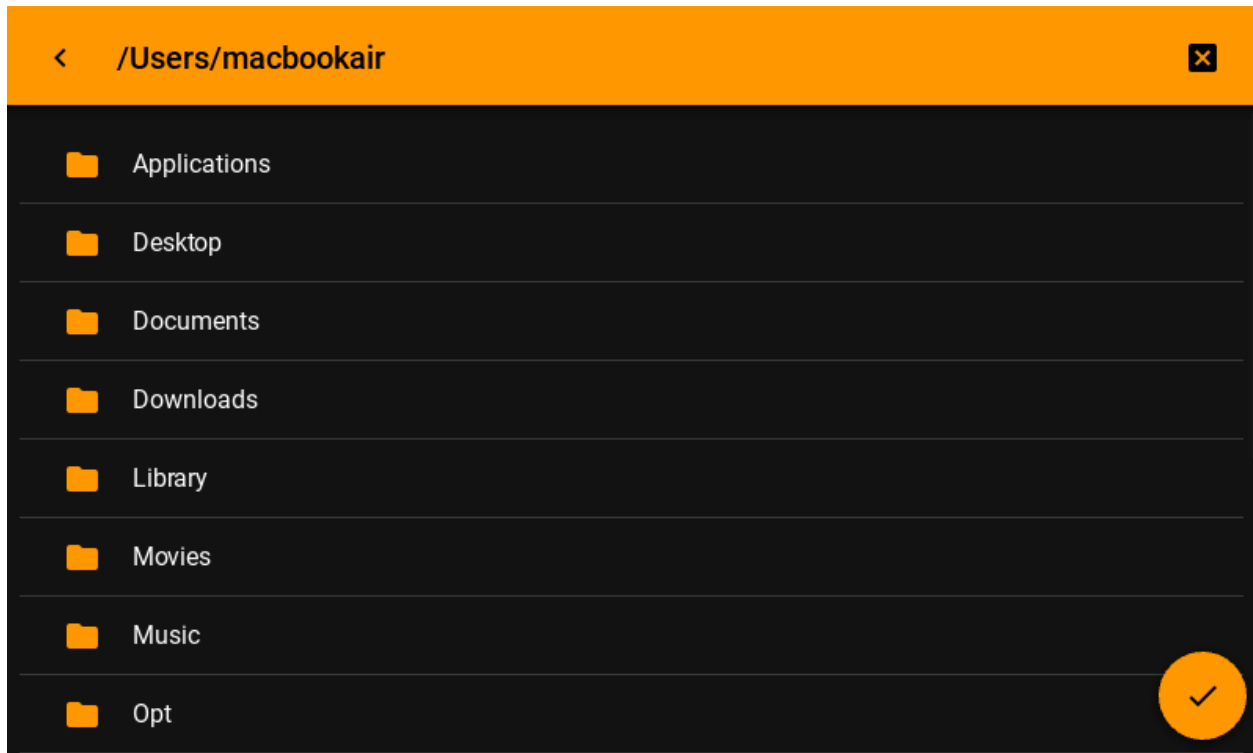 /Users/macbookair
Applications
Desktop
Documents
Downloads
Library
Movies
Music
Opt